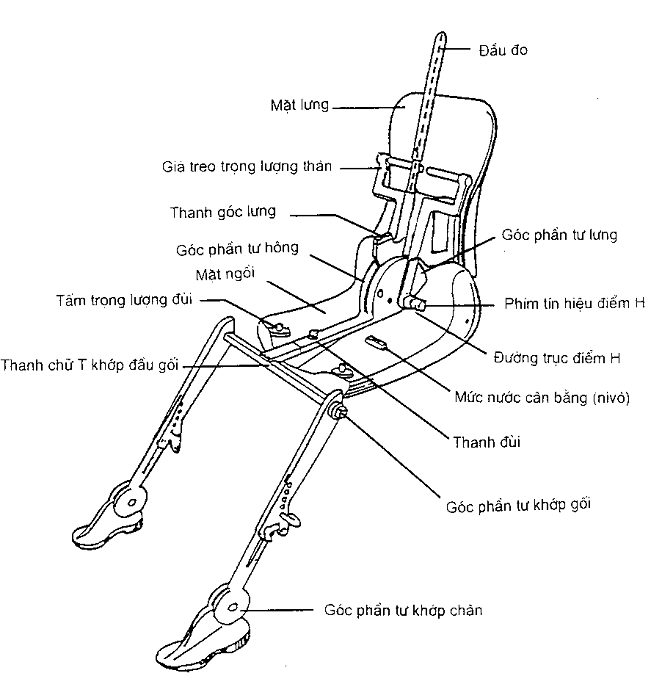 Đầu đo
Mặt lưng
Giá treo trọng lượng thân
Thanh góc lưng
Góc phần tư lưng
Góc phần tư hông
Mặt ngồi
Tấm trọng lượng đùi
Phím tín hiệu điểm H
Đường trục điểm H
Thanh chữ T khớp đầu gối
Mức nước cân bằng (nivô)
Thanh đùi
Góc phần tư khớp gối
Góc phần tư khớp chân